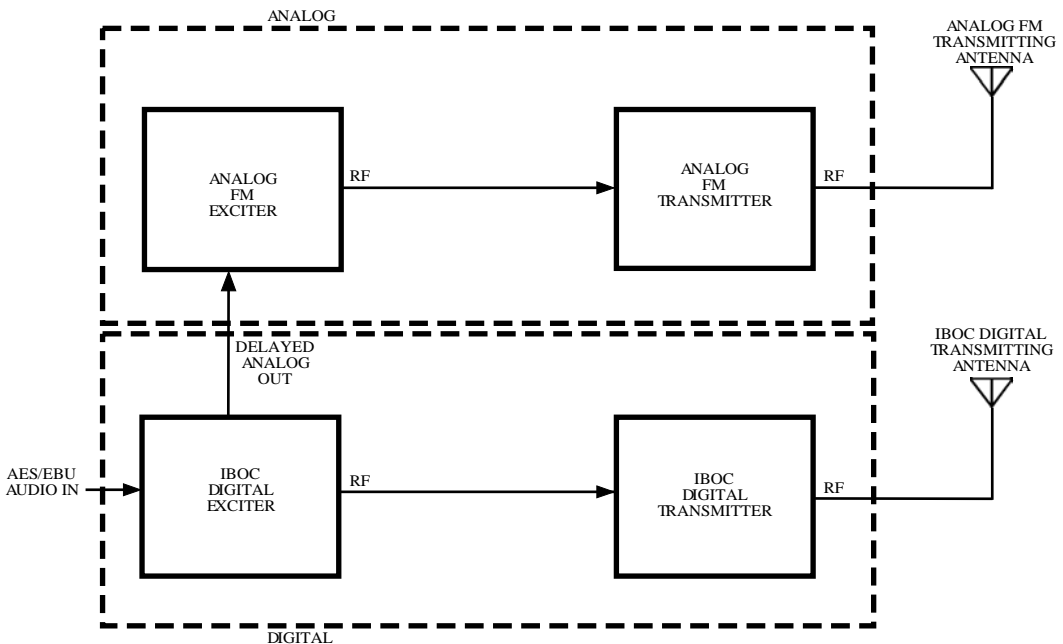 ANALOG
ANALOG FM
TRANSMITTING
ANTENNA
ANALOG
FM
EXCITER
RF
ANALOG
FM
TRANSMITTER
RF
DELAYED
ANALOG
OUT
IBOC DIGITAL
TRANSMITTING
ANTENNA
AES/EBU
AUDIO IN
IBOC
DIGITAL
EXCITER
RF
IBOC
DIGITAL
TRANSMITTER
RF
DIGITAL